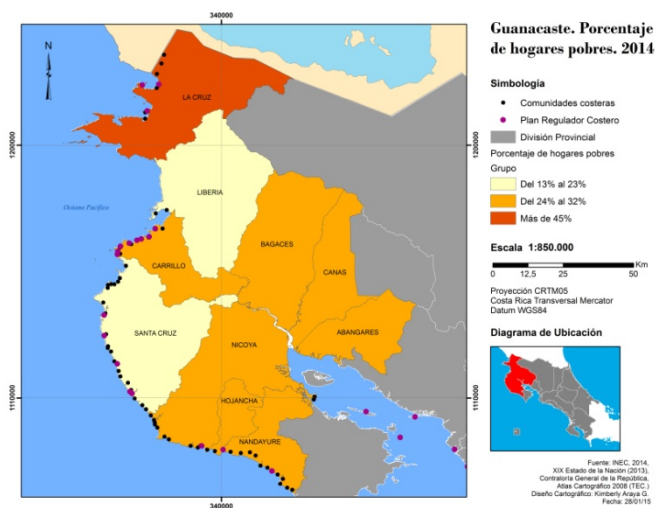 340000
Guanacaste. Porcentaje
de hogares pobres. 2014
N
Simbología
Comunidades costeras
Plan Regulador Costero
División Provincial
Porcentaje de hogares pobres
Grupo
Del 13% al 23%
Del 24% al 32%
Más de 45%
Escala 1:850.000
Km
0 12,5 25 50
Proyección CRTM05
Costa Rica Transversal Mercator
Datum WGS84
Diagrama de Ubicación
LA CRUZ
1200000
1200000
LIBERIA
Océano Pacífico
BAGACES
CARRILLO
CANAS
SANTA CRUZ
ABANGARES
NICOYA
1110000
1110000
HOJANCHA
NANDAYURE
340000
Fuente: INEC, 2014,
XIX Estado de la Nación (2013),
Contraloría General de la República,
Atlas Cartográfico 2008 (TEC.)
Diseño Cartográfico: Kimberly Araya G.
Fecha: 28/01/15